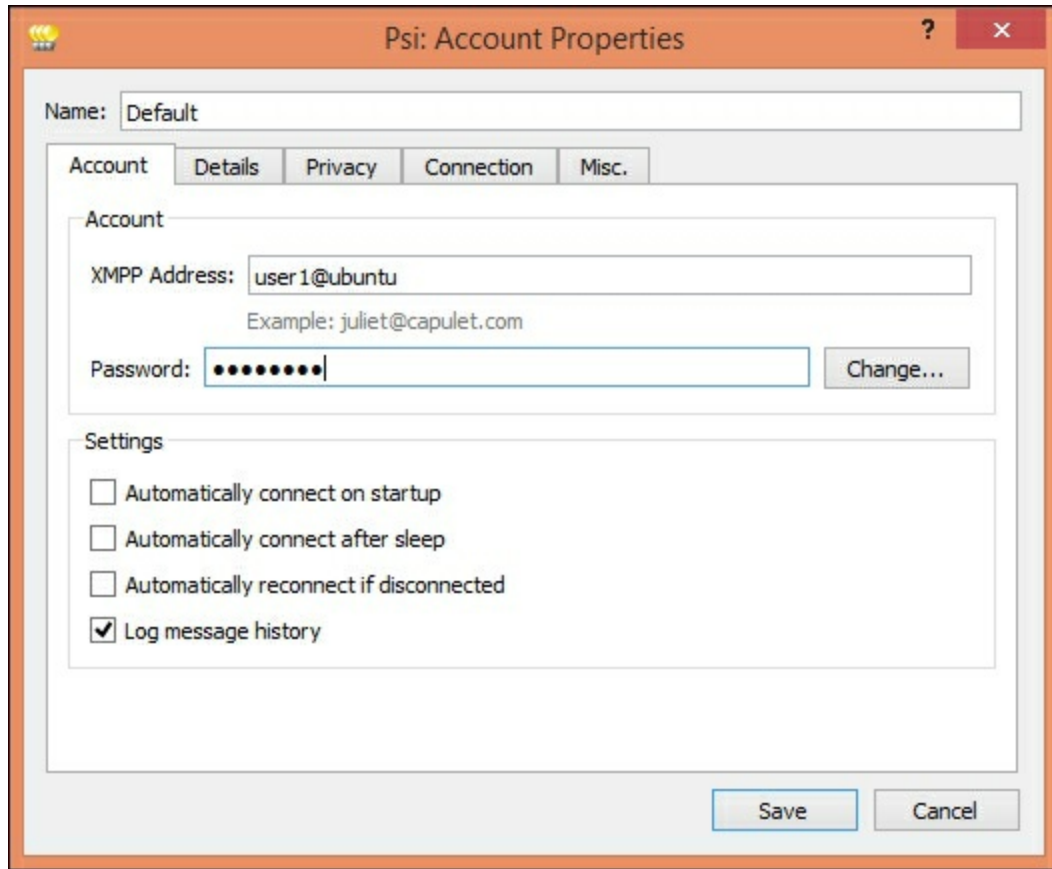 Psi: Account Properties ?
Name: Default
Account Details Privacy Connection Misc.
Account
XMPP Address: user1@ubuntu
Example: juliet@capulet.com
Password: ●●●●●●●● Change...
Settings
Automatically connect on startup
Automatically connect after sleep
Automatically reconnect if disconnected
Log message history
Save Cancel